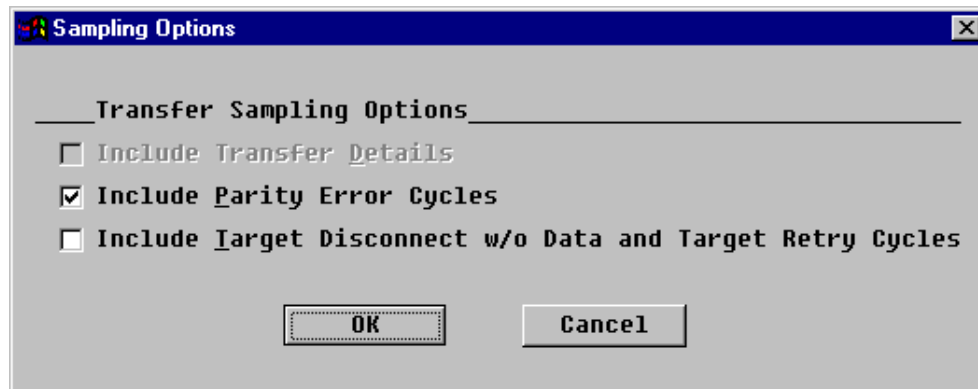 Sampling Options
Transfer Sampling Options
Include Transfer Details
Include Parity Error Cycles
Include Target Disconnect w/o Data and Target Retry Cycles
OK Cancel